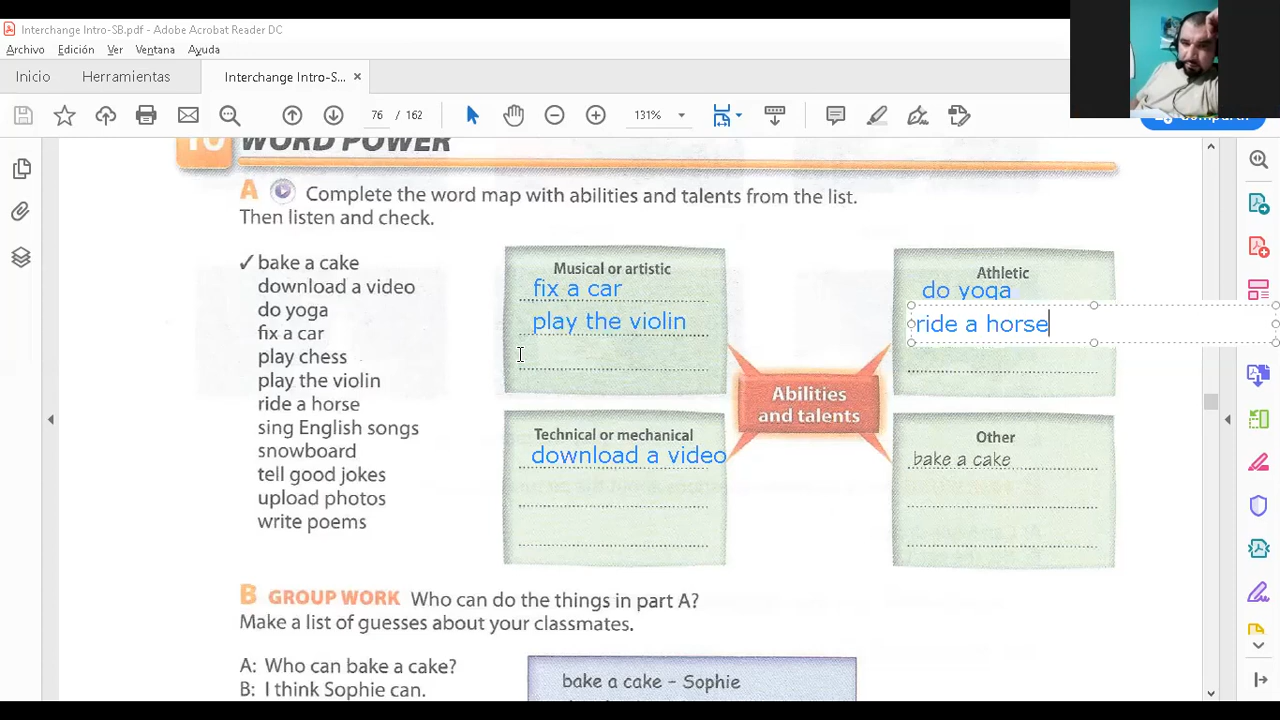 Interchange Intro-SB.pdf - Adobe Acrobat Reader DC
Archivo Edición Ver Ventana Ayuda
Inicio Herramientas Interchange Intro-S... ×
76 / 162 131%
WORD POWER
A Complete the word map with abilities and talents from the list.
Then listen and check.
✓ bake a cake
download a video
do yoga
fix a car
play chess
play the violin
ride a horse
sing English songs
snowboard
tell good jokes
upload photos
write poems
Musical or artistic
fix a car
play the violin
Athletic
do yoga
ride a horse
Abilities
and talents
Technical or mechanical
download a video
Other
bake a cake
B GROUP WORK Who can do the things in part A?
Make a list of guesses about your classmates.
A: Who can bake a cake?
B: I think Sophie can.
bake a cake – Sophie